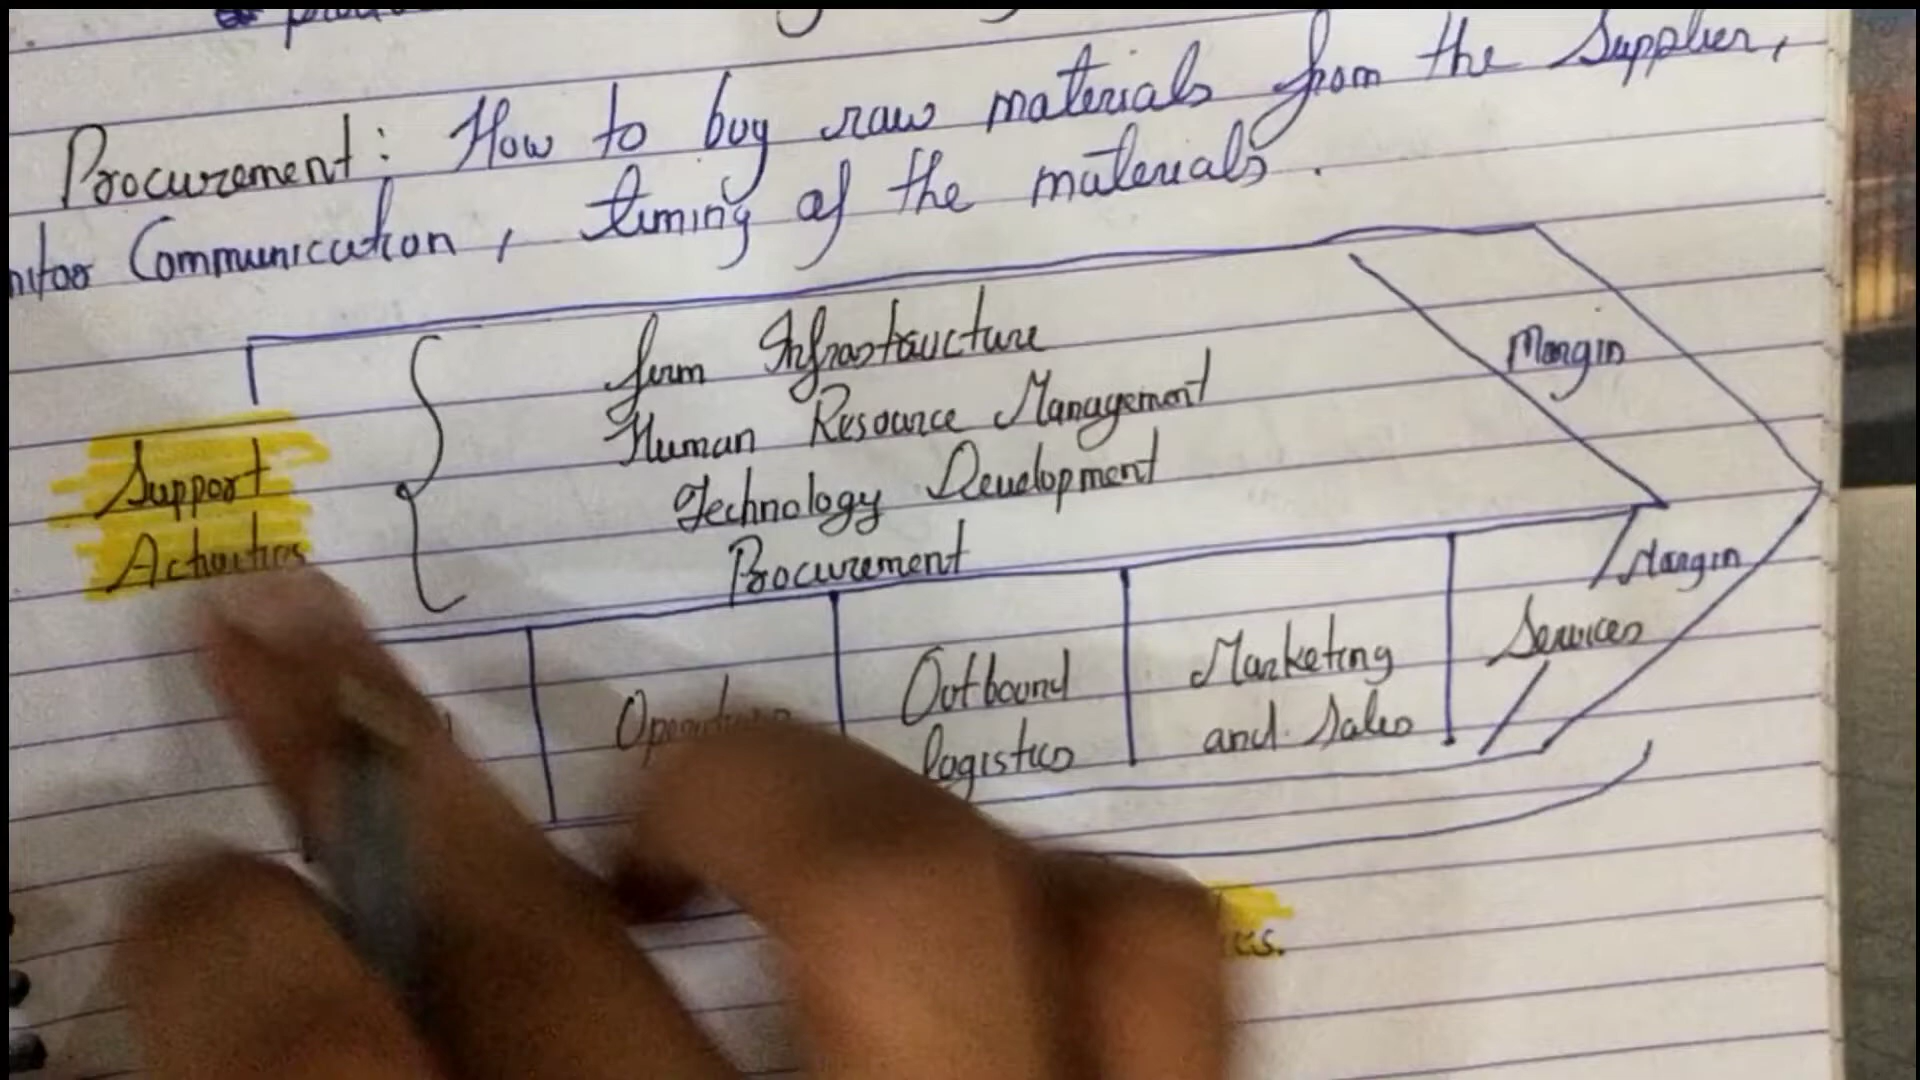 Procurement: How to buy raw materials from the Supplier,
Communication, timing of the materials.
firm Infrastructure
Human Resource Management
Technology Development
Procurement
Margin
Support
Activities
Margin
Outbound
logistics
Marketing
and Sales
Services